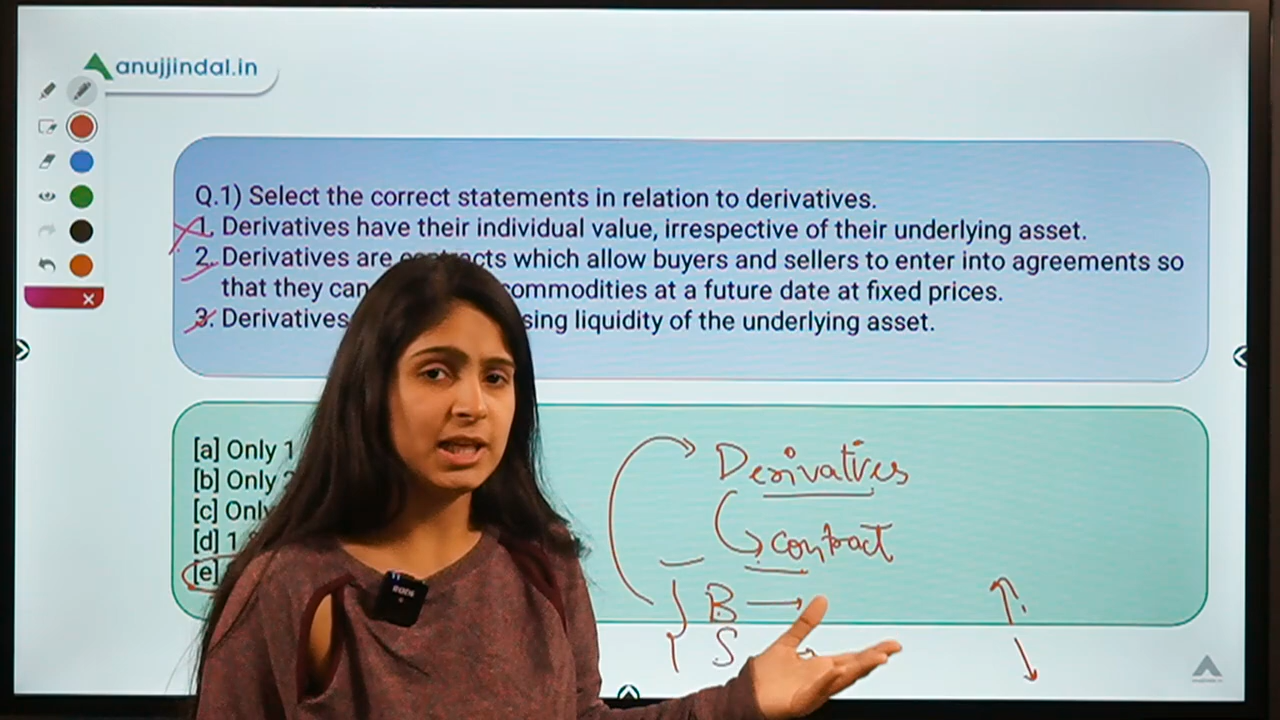 anujjindal.in
Q.1) Select the correct statements in relation to derivatives.
1. Derivatives have their individual value, irrespective of their underlying asset.
2. Derivatives are contracts which allow buyers and sellers to enter into agreements so
that they can commodities at a future date at fixed prices.
3. Derivatives liquidity of the underlying asset.
[a] Only 1
[b] Only
[c] Only
[d] 1
[e]
Derivatives
contract
B
S